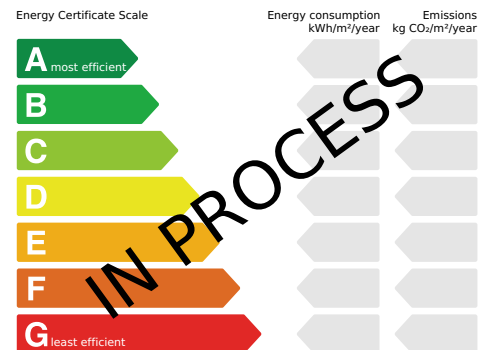 Energy Certificate Scale
Energy consumption
kWh/m²/year
Emissions
kg CO₂/m²/year
A most efficient
B
C
D
E
F
G least efficient
IN PROCESS